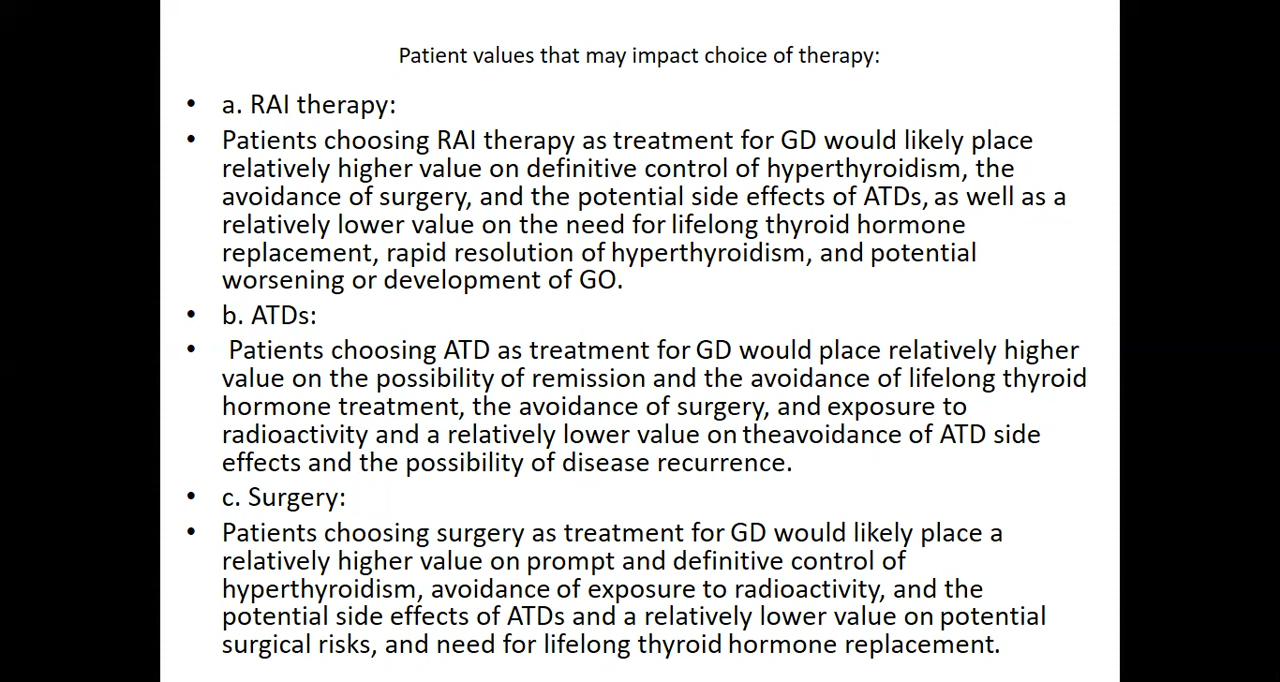 Patient values that may impact choice of therapy:
• a. RAI therapy:
• Patients choosing RAI therapy as treatment for GD would likely place
relatively higher value on definitive control of hyperthyroidism, the
avoidance of surgery, and the potential side effects of ATDs, as well as a
relatively lower value on the need for lifelong thyroid hormone
replacement, rapid resolution of hyperthyroidism, and potential
worsening or development of GO.
• b. ATDs:
• Patients choosing ATD as treatment for GD would place relatively higher
value on the possibility of remission and the avoidance of lifelong thyroid
hormone treatment, the avoidance of surgery, and exposure to
radioactivity and a relatively lower value on theavoidance of ATD side
effects and the possibility of disease recurrence.
• c. Surgery:
• Patients choosing surgery as treatment for GD would likely place a
relatively higher value on prompt and definitive control of
hyperthyroidism, avoidance of exposure to radioactivity, and the
potential side effects of ATDs and a relatively lower value on potential
surgical risks, and need for lifelong thyroid hormone replacement.